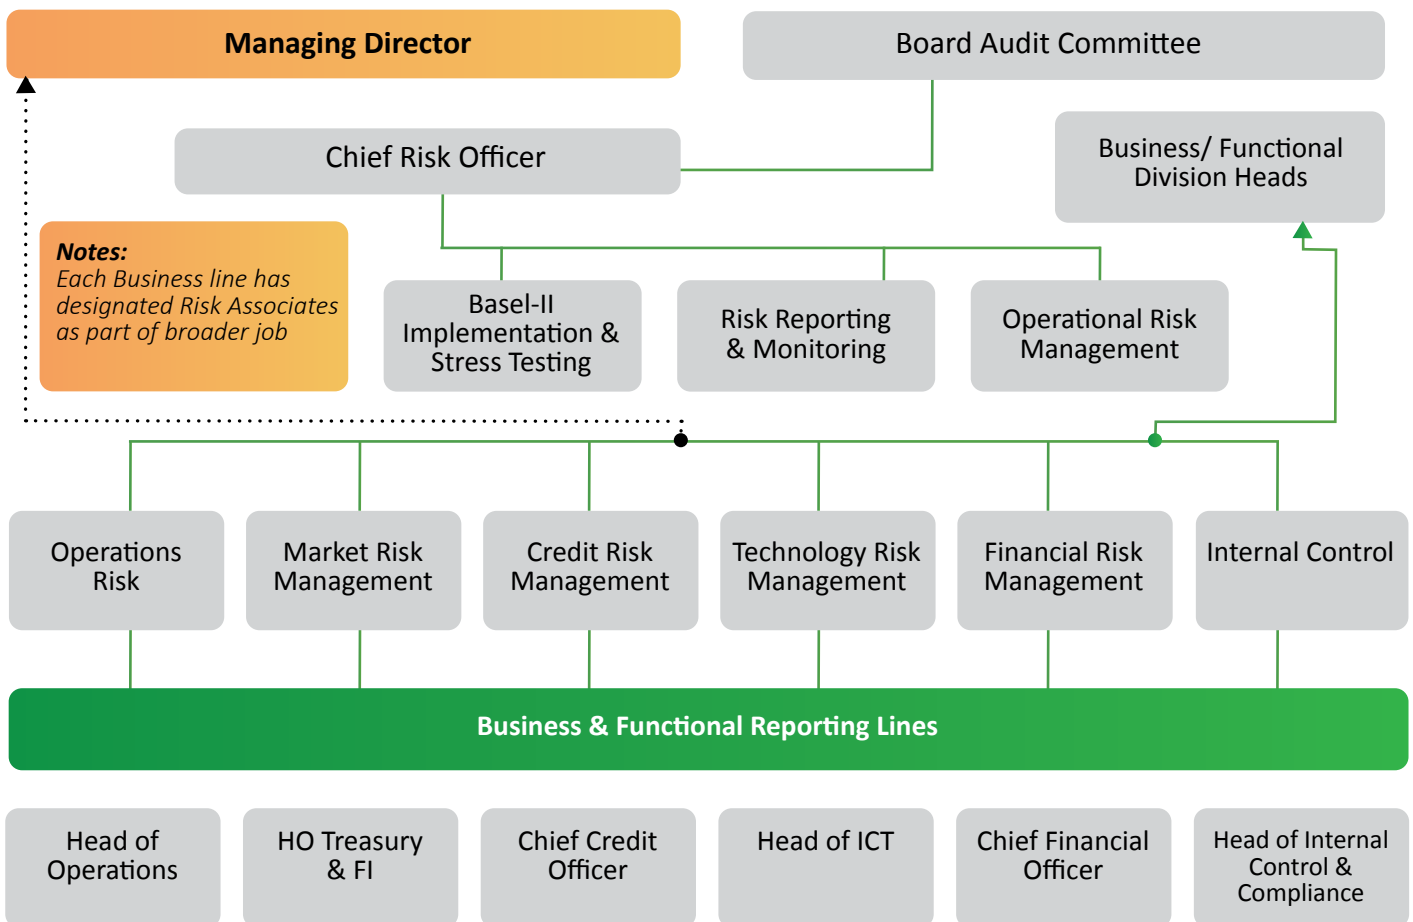 Managing Director
Board Audit Committee
Chief Risk Officer
Business/ Functional
Division Heads
Notes:
Each Business line has
designated Risk Associates
as part of broader job
Basel-II
Implementation &
Stress Testing
Risk Reporting
& Monitoring
Operational Risk
Management
Operations
Risk
Market Risk
Management
Credit Risk
Management
Technology Risk
Management
Financial Risk
Management
Internal Control
Business & Functional Reporting Lines
Head of
Operations
HO Treasury
& FI
Chief Credit
Officer
Head of ICT
Chief Financial
Officer
Head of Internal
Control &
Compliance